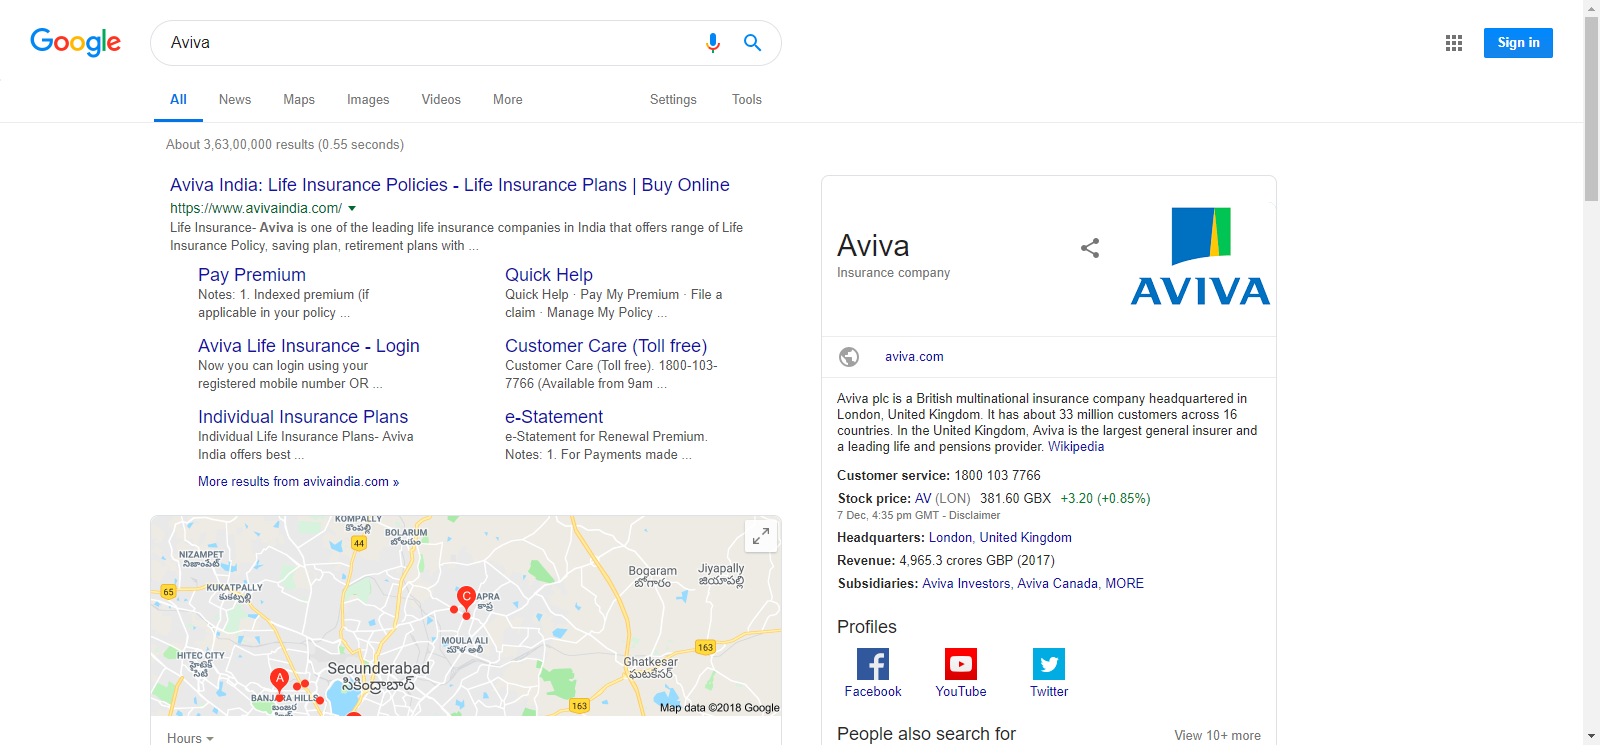 Google
Aviva
Sign in
All News Maps Images Videos More Settings Tools
About 3,63,00,000 results (0.55 seconds)
Aviva India: Life Insurance Policies - Life Insurance Plans | Buy Online
https://www.avivaindia.com/
Life Insurance- Aviva is one of the leading life insurance companies in India that offers range of Life
Insurance Policy, saving plan, retirement plans with ...
Pay Premium
Notes: 1. Indexed premium (if
applicable in your policy ...
Quick Help
Quick Help · Pay My Premium · File a
claim · Manage My Policy ...
Aviva Life Insurance - Login
Now you can login using your
registered mobile number OR ...
Customer Care (Toll free)
Customer Care (Toll free). 1800-103-
7766 (Available from 9am ...
Individual Insurance Plans
Individual Life Insurance Plans- Aviva
India offers best ...
e-Statement
e-Statement for Renewal Premium.
Notes: 1. For Payments made ...
More results from avivaindia.com »
KOMPALLY
కొంపల్లి
44
BOLARUM
బోలారుం
NIZAMPET
నిజాంపేట్
65
KUKATPALLY
కుకట్పల్లి
Bogaram
బోగారం
Jiyapally
జియాపల్లి
C
APRA
కాప్రా
MOULA ALI
మౌళ అలీ
163
HITEC CITY
హైటెక్
సిటీ
Secunderabad
సికింద్రాబాద్
Ghatkesar
ఘటకేసర్
A
BANJARA HILLS
బంజర
163
Map data ©2018 Google
Hours
Aviva
Insurance company
AVIVA
aviva.com
Aviva plc is a British multinational insurance company headquartered in
London, United Kingdom. It has about 33 million customers across 16
countries. In the United Kingdom, Aviva is the largest general insurer and
a leading life and pensions provider. Wikipedia
Customer service: 1800 103 7766
Stock price: AV (LON) 381.60 GBX +3.20 (+0.85%)
7 Dec, 4:35 pm GMT - Disclaimer
Headquarters: London, United Kingdom
Revenue: 4,965.3 crores GBP (2017)
Subsidiaries: Aviva Investors, Aviva Canada, MORE
Profiles
Facebook YouTube Twitter
People also search for View 10+ more